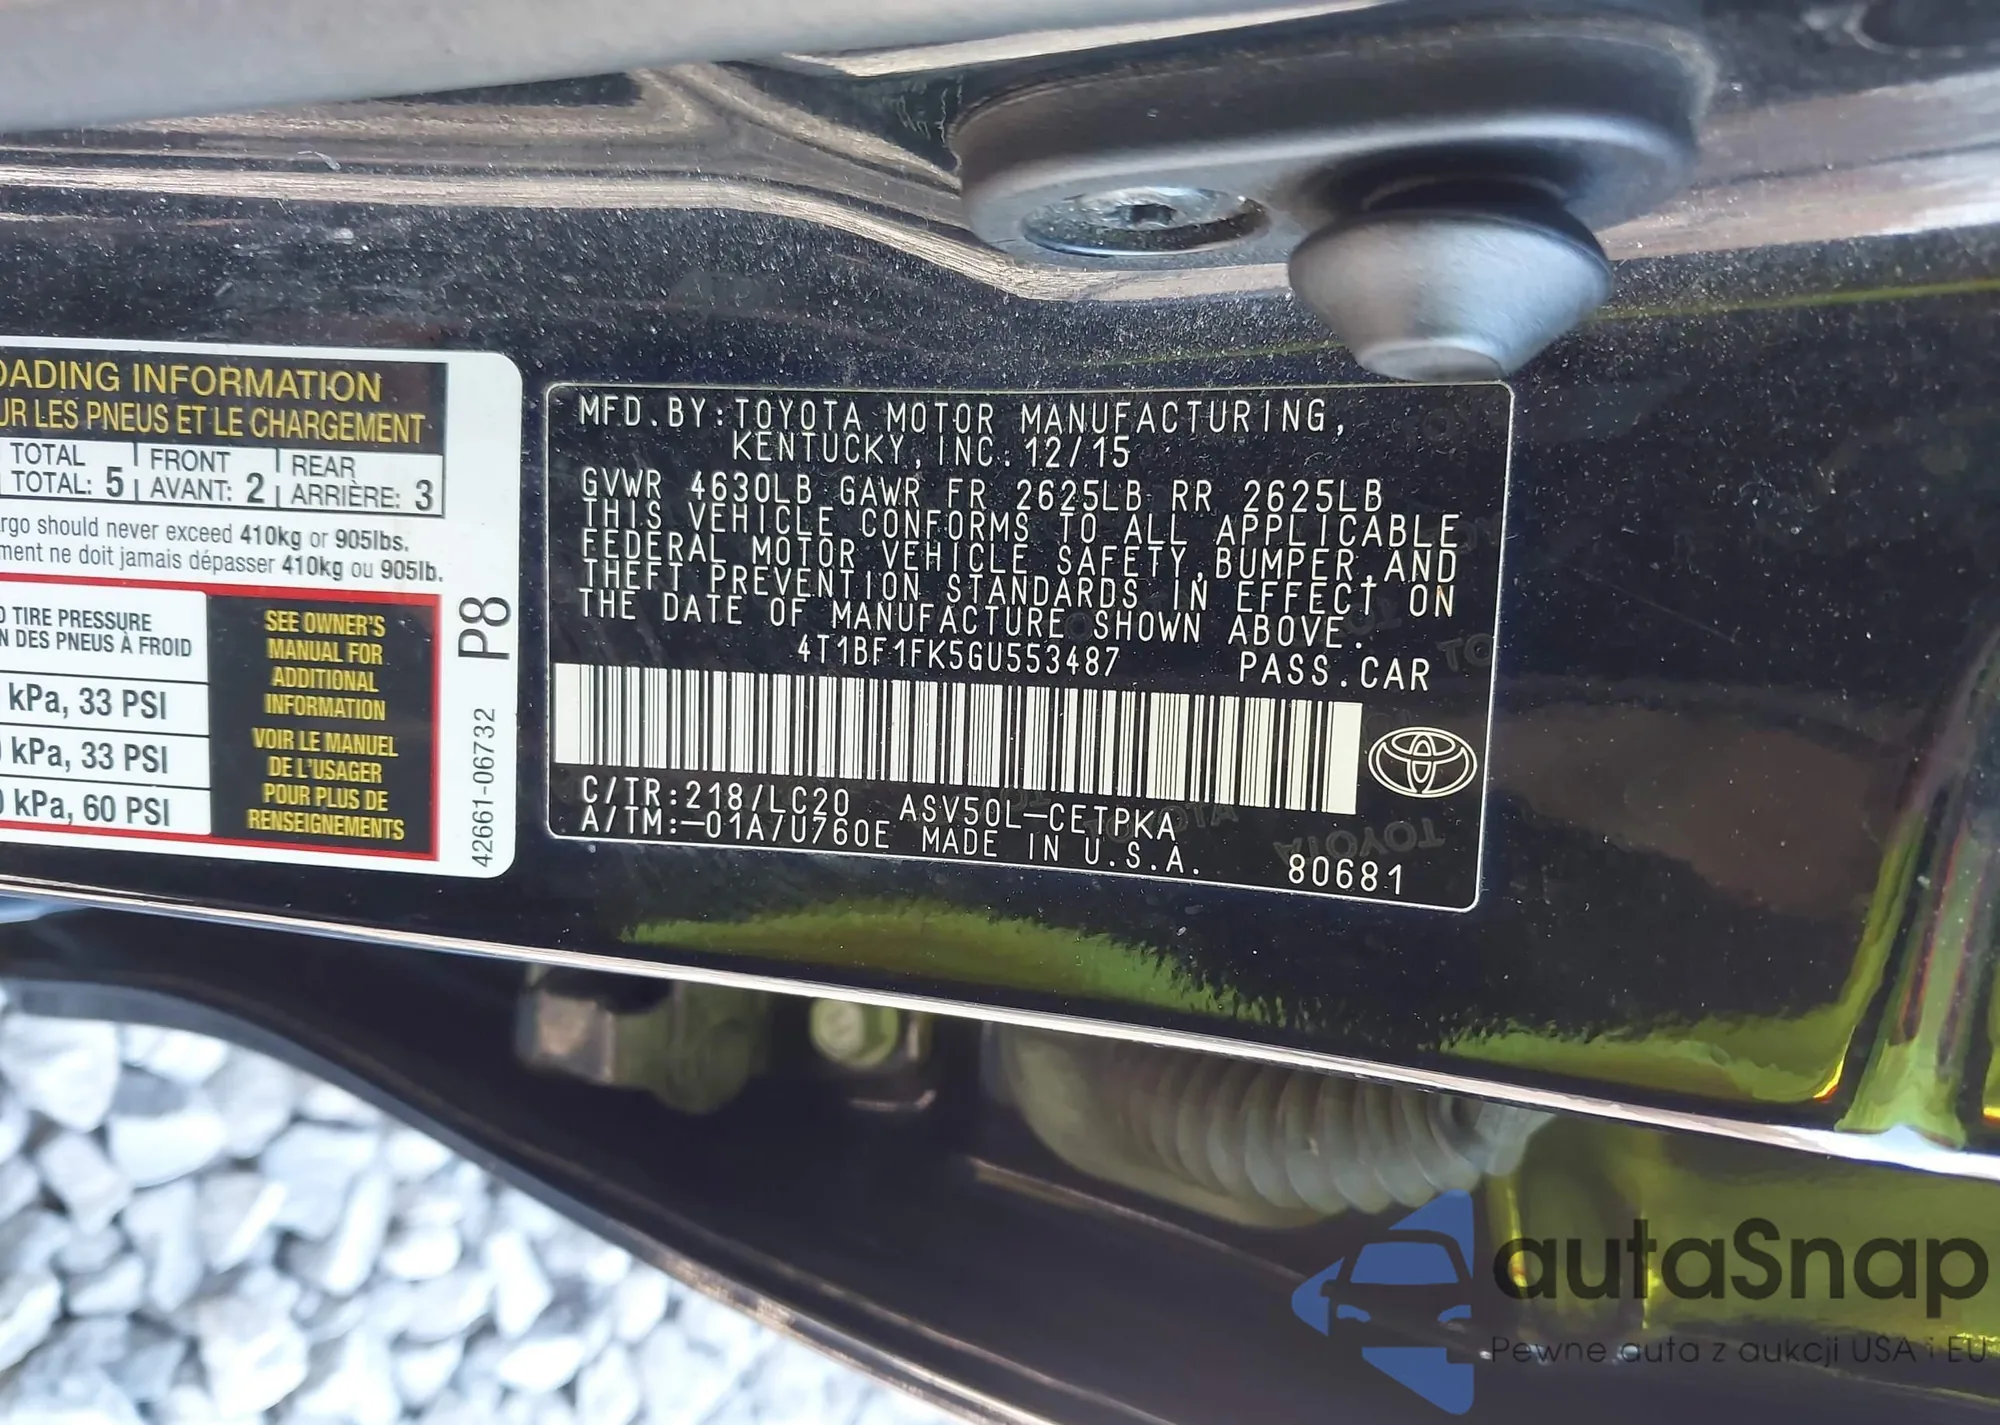 OADING INFORMATION
UR LES PNEUS ET LE CHARGEMENT
TOTAL FRONT REAR
TOTAL: 5 AVANT: 2 ARRIÈRE: 3
rgo should never exceed 410kg or 905lbs.
ment ne doit jamais dépasser 410kg ou 905lb.
TIRE PRESSURE
N DES PNEUS À FROID
kPa, 33 PSI
kPa, 33 PSI
kPa, 60 PSI
SEE OWNER'S
MANUAL FOR
ADDITIONAL
INFORMATION
VOIR LE MANUEL
DE L'USAGER
POUR PLUS DE
RENSEIGNEMENTS
P8
42661-06732
MFD.BY:TOYOTA MOTOR MANUFACTURING,
KENTUCKY, INC. 12/15
GVWR 4630LB GAWR FR 2625LB RR 2625LB
THIS VEHICLE CONFORMS TO ALL APPLICABLE
FEDERAL MOTOR VEHICLE SAFETY,BUMPER,AND
THEFT PREVENTION STANDARDS IN EFFECT ON
THE DATE OF MANUFACTURE SHOWN ABOVE.
4T1BF1FK5GU553487 PASS.CAR
C/TR:218/LC20 ASV50L-CETPKA
A/TM:-01A/U760E MADE IN U.S.A.
80681
autaSnap
Pewne auta z aukcji USA i EU